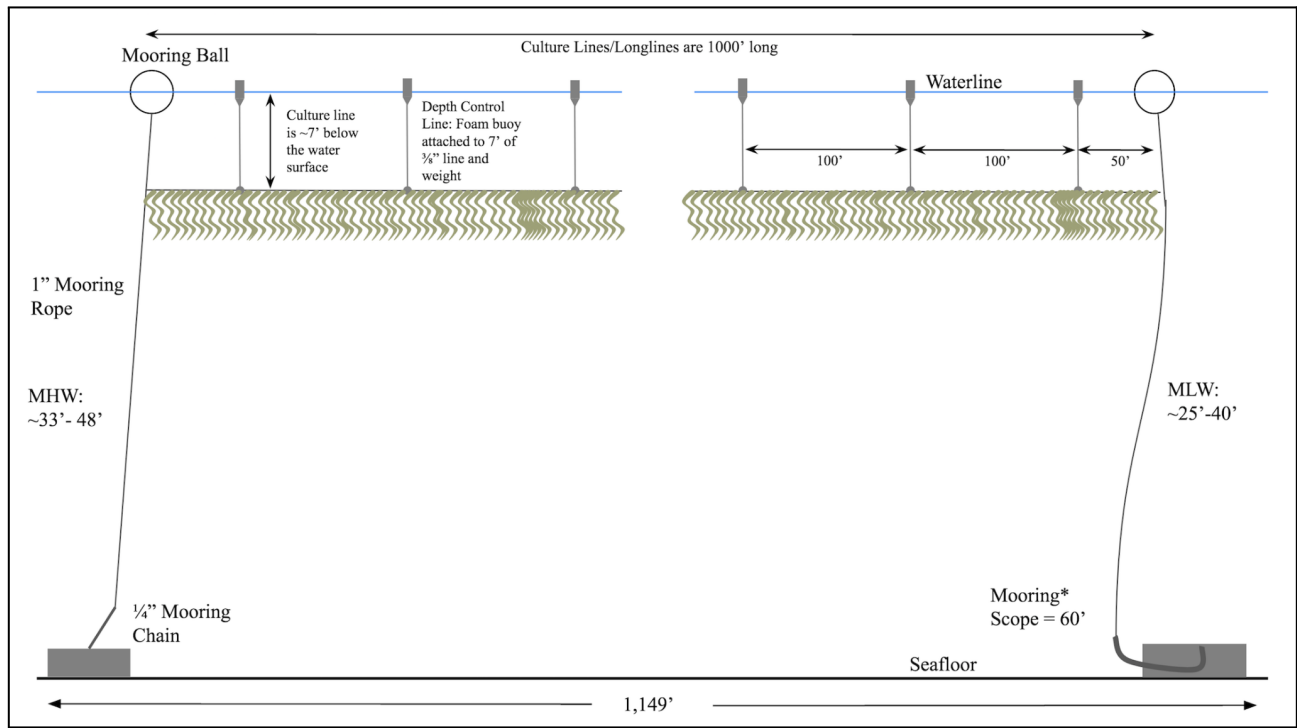 Culture Lines/Longlines are 1000’ long
Mooring Ball
Waterline
Culture line
is ~7’ below
the water
surface
Depth Control
Line: Foam buoy
attached to 7’ of
⅜” line and
weight
100’
100’
50’
1” Mooring
Rope
MHW:
~33’- 48’
MLW:
~25’-40’
¼” Mooring
Chain
Mooring*
Scope = 60’
Seafloor
1,149’